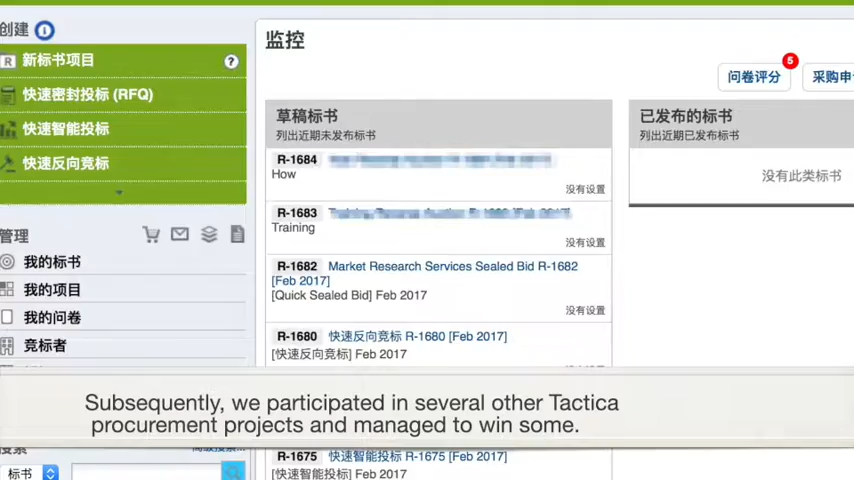 创建
新标书项目
快速密封投标 (RFQ)
快速智能投标
快速反向竞标
管理
我的标书
我的项目
我的问卷
竞标者
标书
监控
5
问卷评分
采购申
草稿标书
列出近期未发布标书
R-1684
How
没有设置
R-1683
Training
没有设置
R-1682 Market Research Services Sealed Bid R-1682
[Feb 2017]
[Quick Sealed Bid] Feb 2017
没有设置
R-1680 快速反向竞标 R-1680 [Feb 2017]
[快速反向竞标] Feb 2017
R-1675 快速智能投标 R-1675 [Feb 2017]
[快速智能投标] Feb 2017
已发布的标书
列出近期已发布标书
没有此类标书
Subsequently, we participated in several other Tactica
procurement projects and managed to win some.